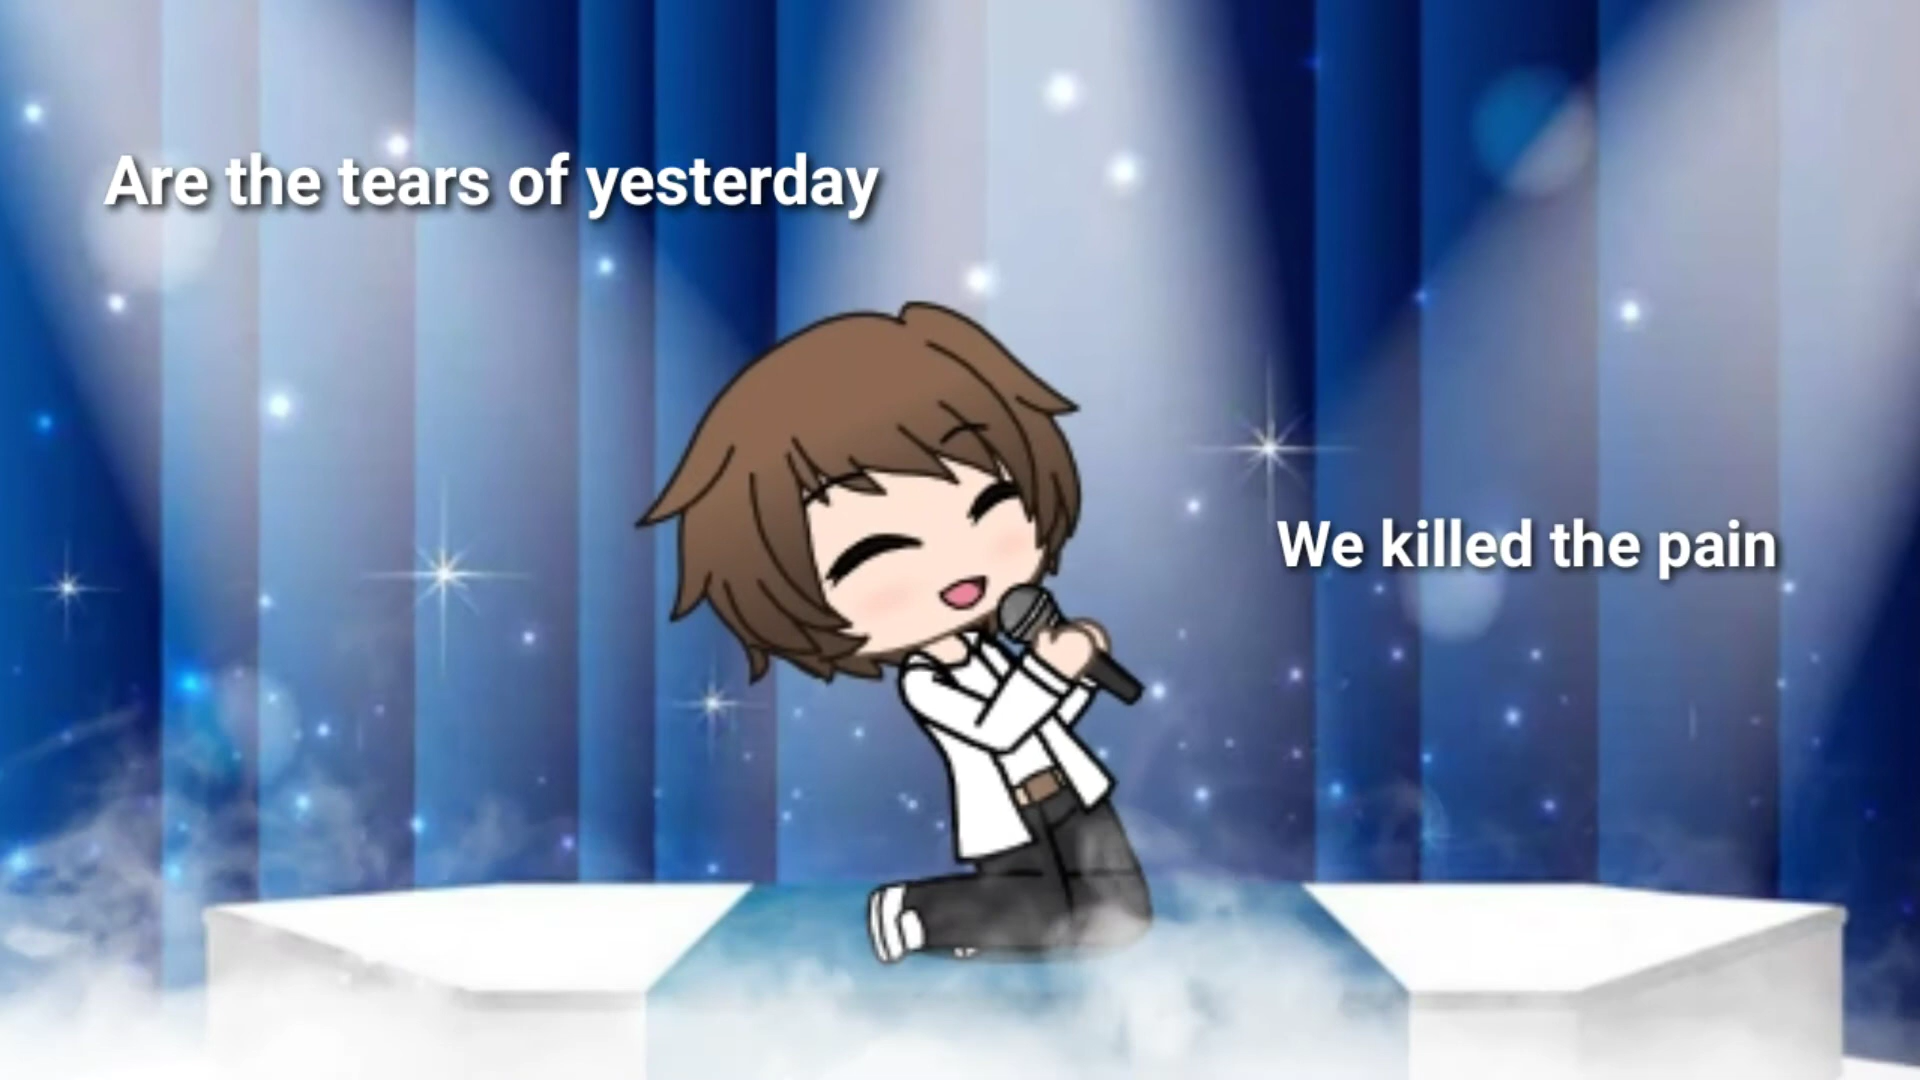 Are the tears of yesterday
We killed the pain